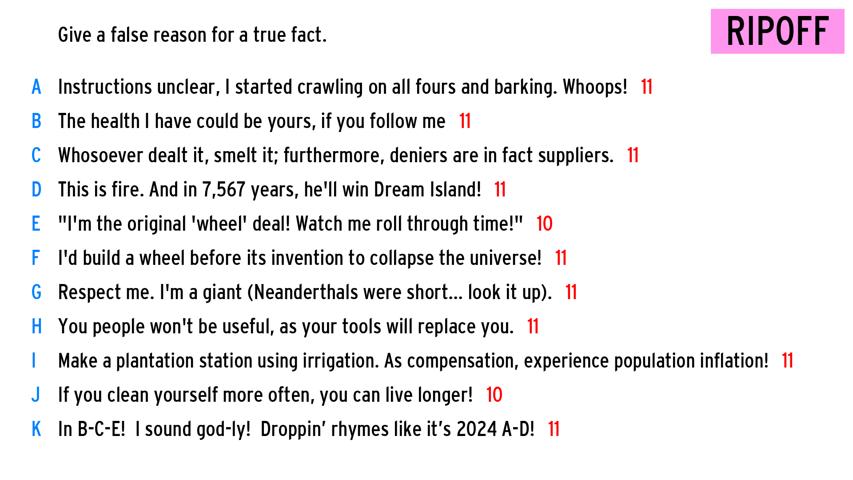 Give a false reason for a true fact.
RIPOFF
A Instructions unclear, I started crawling on all fours and barking. Whoops! 11
B The health I have could be yours, if you follow me 11
C Whosoever dealt it, smelt it; furthermore, deniers are in fact suppliers. 11
D This is fire. And in 7,567 years, he'll win Dream Island! 11
E "I'm the original 'wheel' deal! Watch me roll through time!" 10
F I'd build a wheel before its invention to collapse the universe! 11
G Respect me. I'm a giant (Neanderthals were short... look it up). 11
H You people won't be useful, as your tools will replace you. 11
I Make a plantation station using irrigation. As compensation, experience population inflation! 11
J If you clean yourself more often, you can live longer! 10
K In B-C-E! I sound god-ly! Droppin’ rhymes like it’s 2024 A-D! 11